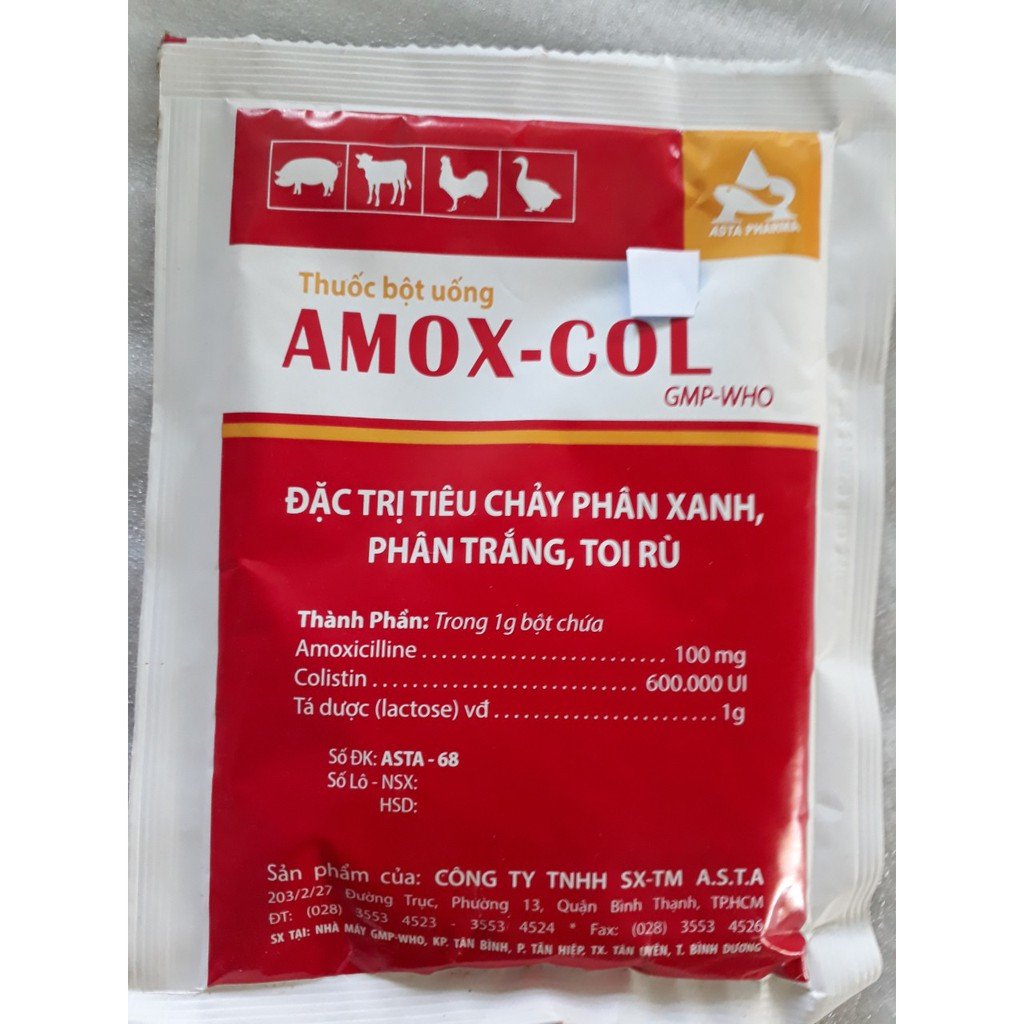 ASTA PHARMA
Thuốc bột uống
AMOX-COL
GMP-WHO
ĐẶC TRỊ TIÊU CHẢY PHÂN XANH,
PHÂN TRẮNG, TOI RÙ
Thành Phần: Trong 1g bột chứa
Amoxicilline ........................ 100 mg
Colistin ........................... 600.000 UI
Tá dược (lactose) vđ ....................... 1g
Số ĐK: ASTA - 68
Số Lô - NSX:
HSD:
Sản phẩm của: CÔNG TY TNHH SX-TM A.S.T.A
203/2/27 Đường Trục, Phường 13, Quận Bình Thạnh, TP.HCM
ĐT: (028) 3553 4523 - 3553 4524 * Fax: (028) 3553 4526
SX TẠI: NHÀ MÁY GMP-WHO, KP. TÂN BÌNH, P. TÂN HIỆP, TX. TÂN UYÊN, T. BÌNH DƯƠNG